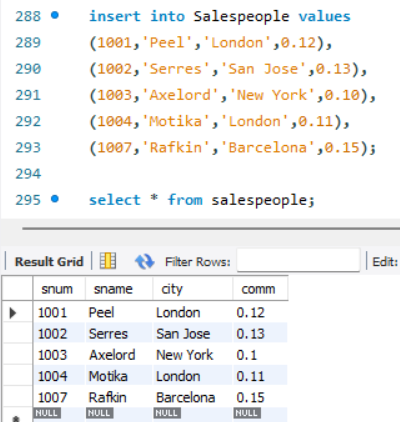 288 insert into Salespeople values
289 (1001,'Peel','London',0.12),
290 (1002,'Serres','San Jose',0.13),
291 (1003,'Axelord','New York',0.10),
292 (1004,'Motika','London',0.11),
293 (1007,'Rafkin','Barcelona',0.15);
294
295 select * from salespeople;
Result Grid Filter Rows: Edit:
snum sname city comm
1001 Peel London 0.12
1002 Serres San Jose 0.13
1003 Axelord New York 0.1
1004 Motika London 0.11
1007 Rafkin Barcelona 0.15
NULL NULL NULL NULL